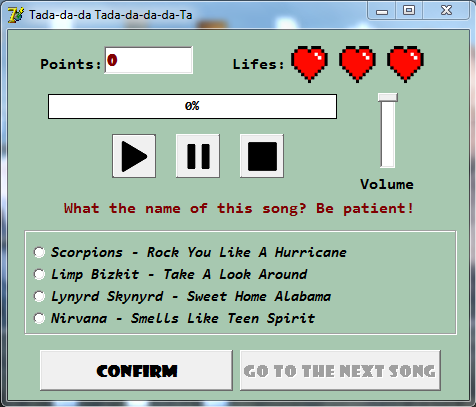 Tada-da-da Tada-da-da-da-Ta
Points: 0 Lifes:
0%
Volume
What the name of this song? Be patient!
Scorpions - Rock You Like A Hurricane
Limp Bizkit - Take A Look Around
Lynyrd Skynyrd - Sweet Home Alabama
Nirvana - Smells Like Teen Spirit
CONFIRM GO TO THE NEXT SONG